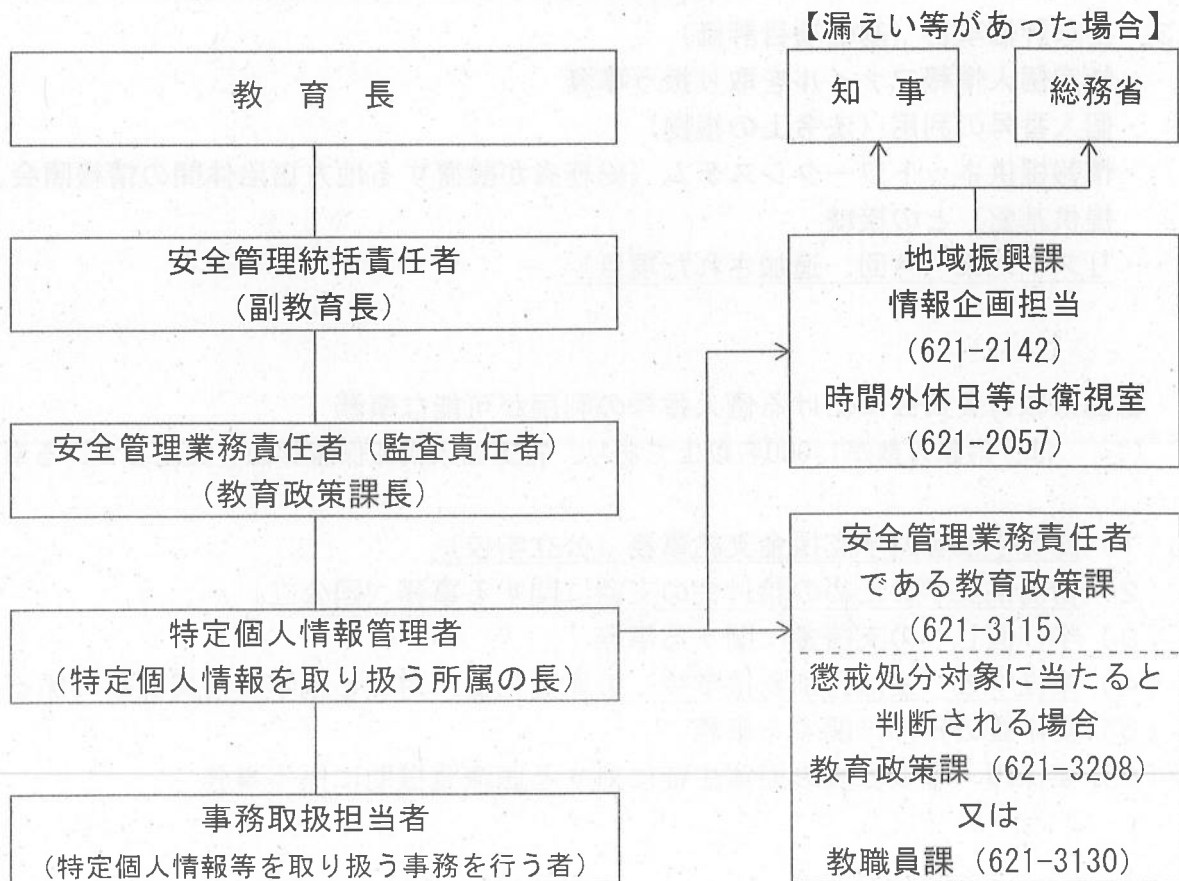 【漏えい等があった場合】
教育長
知事
総務省
安全管理統括責任者
(副教育長)
地域振興課
情報企画担当
(621-2142)
時間外休日等は衛視室
(621-2057)
安全管理業務責任者（監査責任者）
(教育政策課長)
安全管理業務責任者
である教育政策課
(621-3115)
特定個人情報管理者
(特定個人情報を取り扱う所属の長)
懲戒処分対象に当たると
判断される場合
教育政策課 (621-3208)
又は
教職員課 (621-3130)
事務取扱担当者
(特定個人情報等を取り扱う事務を行う者)